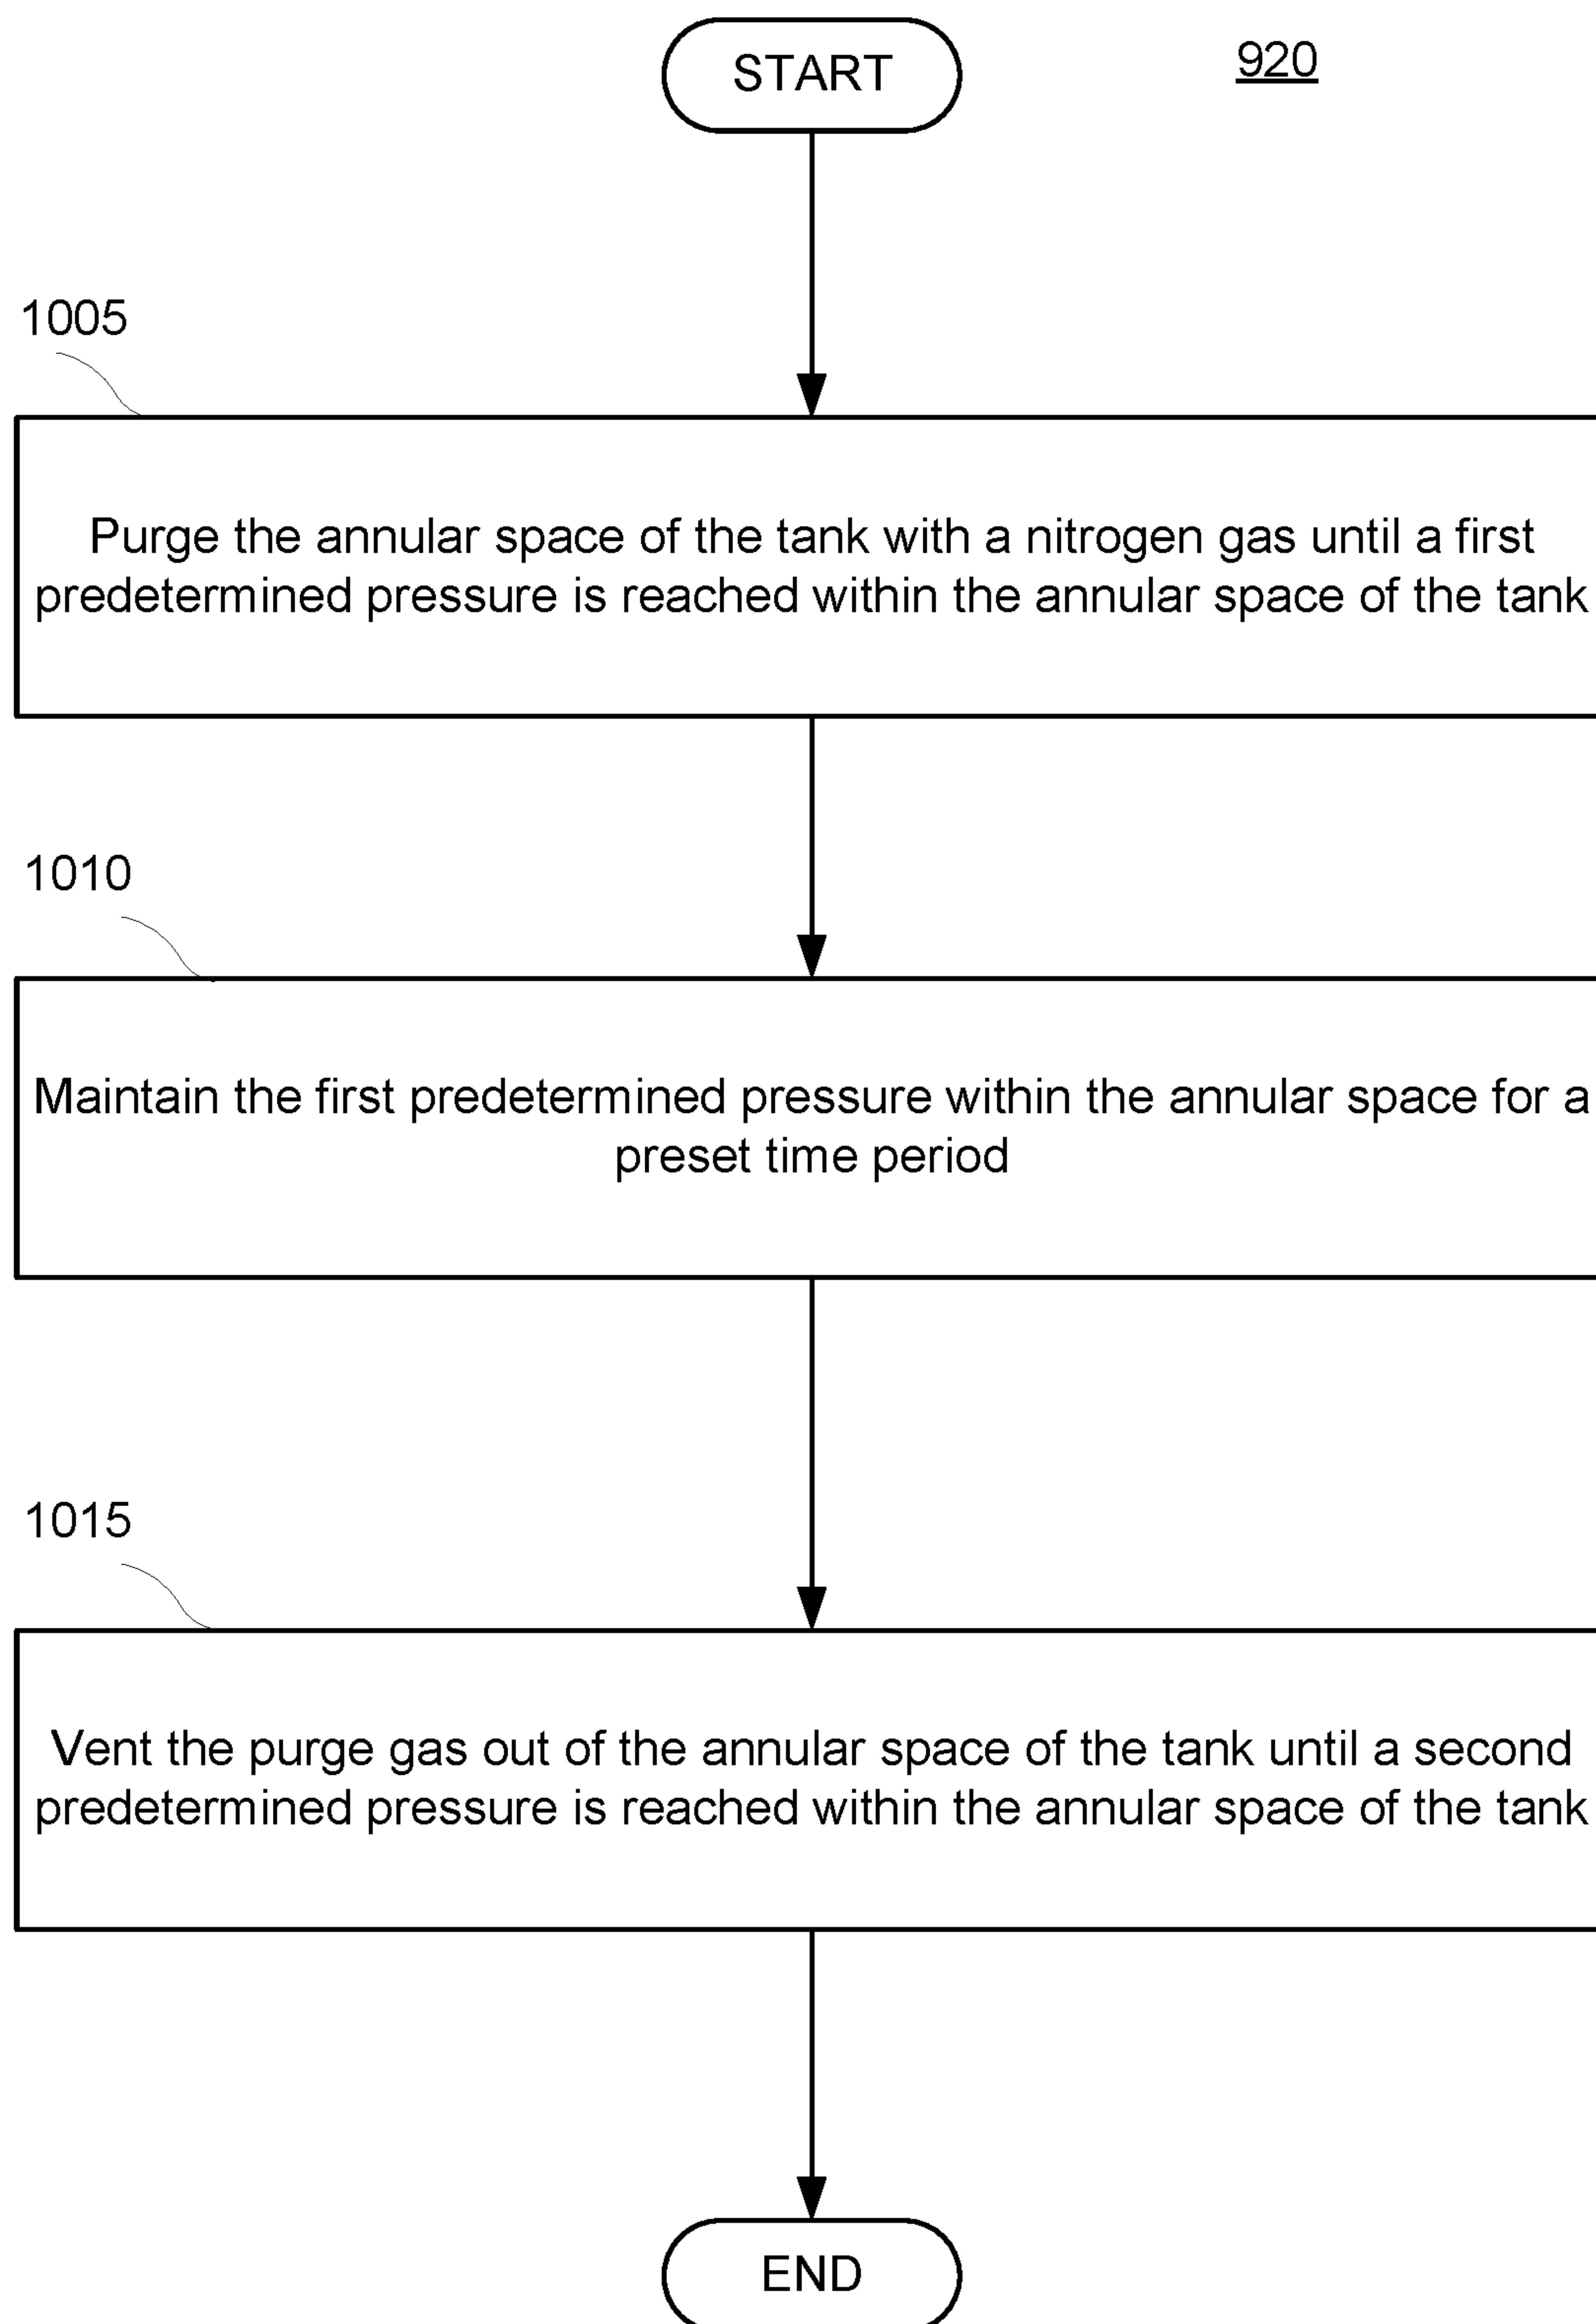 START
920
1005
Purge the annular space of the tank with a nitrogen gas until a first
predetermined pressure is reached within the annular space of the tank
1010
Maintain the first predetermined pressure within the annular space for a
preset time period
1015
Vent the purge gas out of the annular space of the tank until a second
predetermined pressure is reached within the annular space of the tank
END